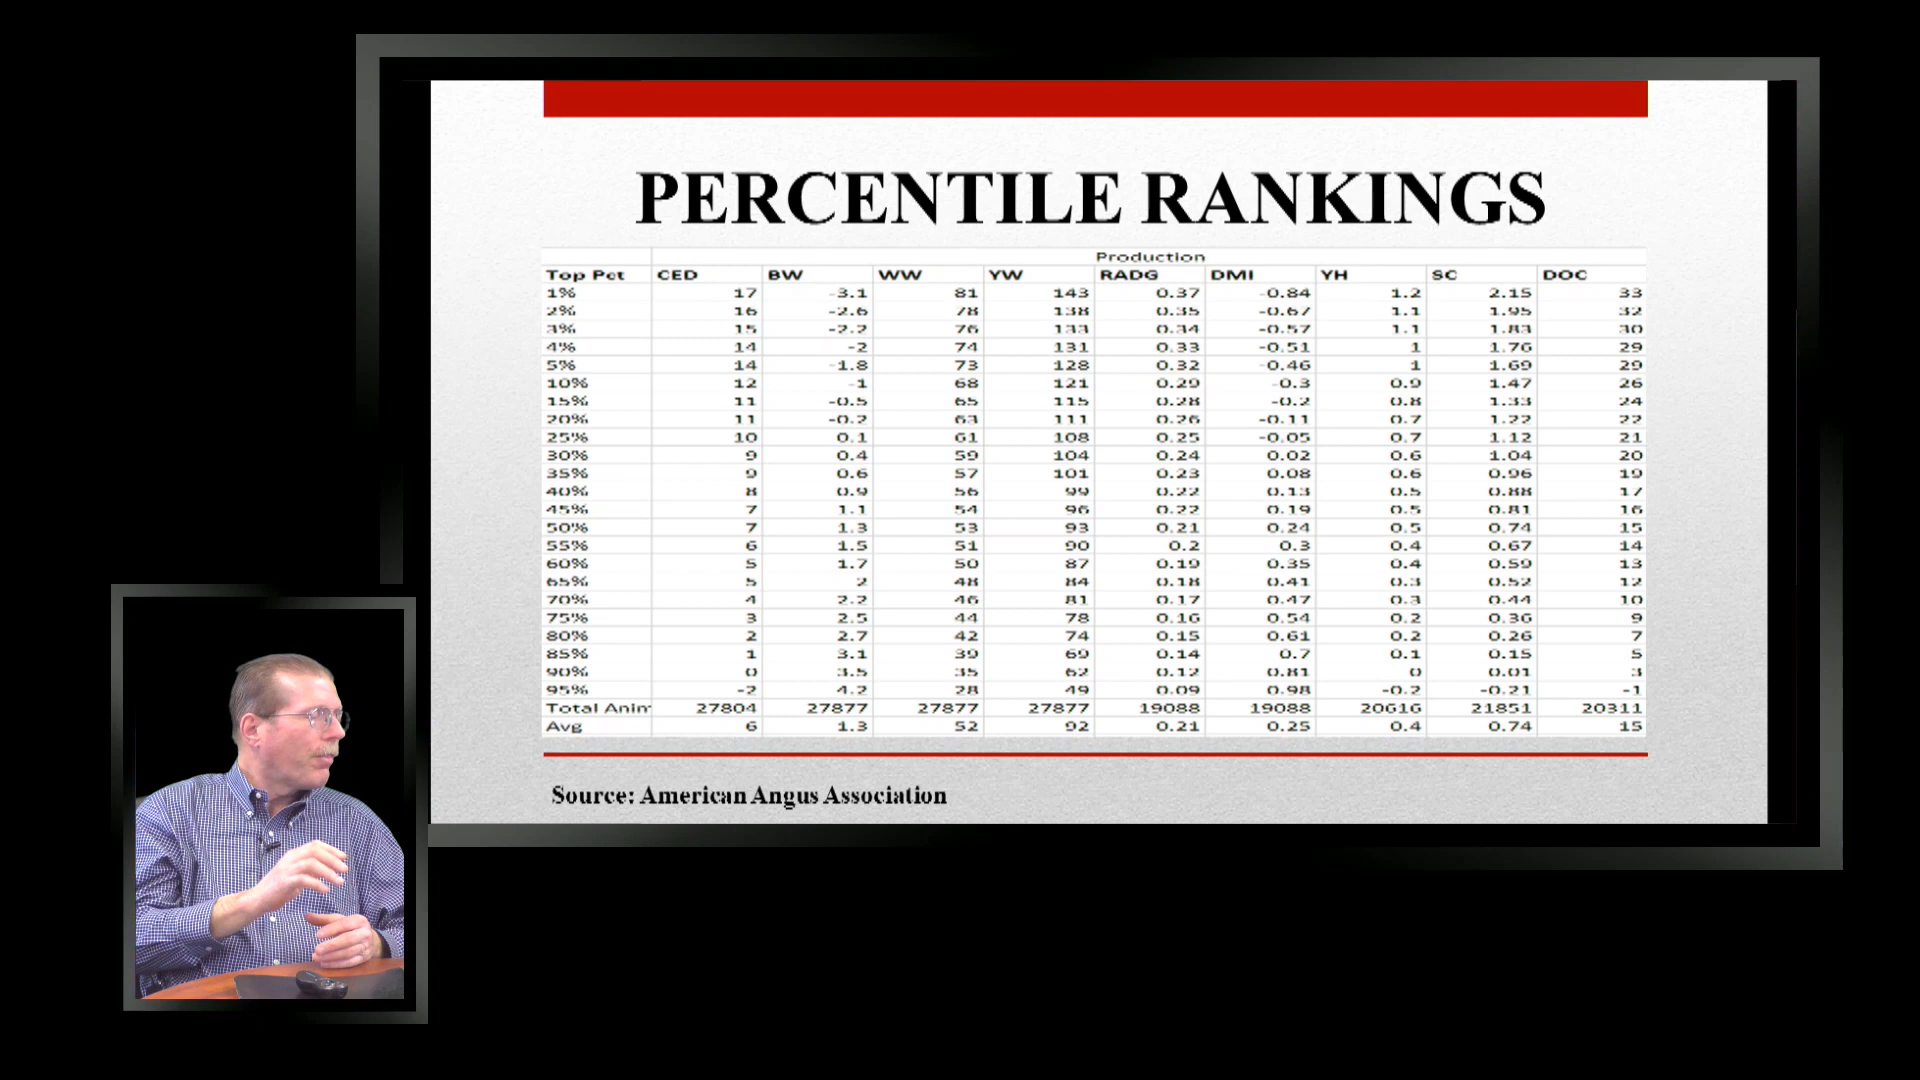 PERCENTILE RANKINGS
Production
Top Pct CED BW WW YW RADG DMI YH SC DOC
1% 17 -3.1 81 143 0.37 -0.84 1.2 2.15 33
2% 16 -2.6 78 138 0.35 -0.67 1.1 1.95 32
3% 15 -2.2 76 133 0.34 -0.57 1.1 1.83 30
4% 14 -2 74 131 0.33 -0.51 1 1.76 29
5% 14 -1.8 73 128 0.32 -0.46 1 1.69 29
10% 12 -1 68 121 0.29 -0.3 0.9 1.47 26
15% 11 -0.5 65 115 0.28 -0.2 0.8 1.33 24
20% 11 -0.2 63 111 0.26 -0.11 0.7 1.22 22
25% 10 0.1 61 108 0.25 -0.05 0.7 1.12 21
30% 9 0.4 59 104 0.24 0.02 0.6 1.04 20
35% 9 0.6 57 101 0.23 0.08 0.6 0.96 19
40% 8 0.9 56 99 0.22 0.13 0.5 0.88 17
45% 7 1.1 54 96 0.22 0.19 0.5 0.81 16
50% 7 1.3 53 93 0.21 0.24 0.5 0.74 15
55% 6 1.5 51 90 0.2 0.3 0.4 0.67 14
60% 5 1.7 50 87 0.19 0.35 0.4 0.59 13
65% 5 2 48 84 0.18 0.41 0.3 0.52 12
70% 4 2.2 46 81 0.17 0.47 0.3 0.44 10
75% 3 2.5 44 78 0.16 0.54 0.2 0.36 9
80% 2 2.7 42 74 0.15 0.61 0.2 0.26 7
85% 1 3.1 39 69 0.14 0.7 0.1 0.15 5
90% 0 3.5 35 62 0.12 0.81 0 0.01 3
95% -2 4.2 28 49 0.09 0.98 -0.2 -0.21 -1
Total Anim 27804 27877 27877 27877 19088 19088 20616 21851 20311
Avg 6 1.3 52 92 0.21 0.25 0.4 0.74 15
Source: American Angus Association